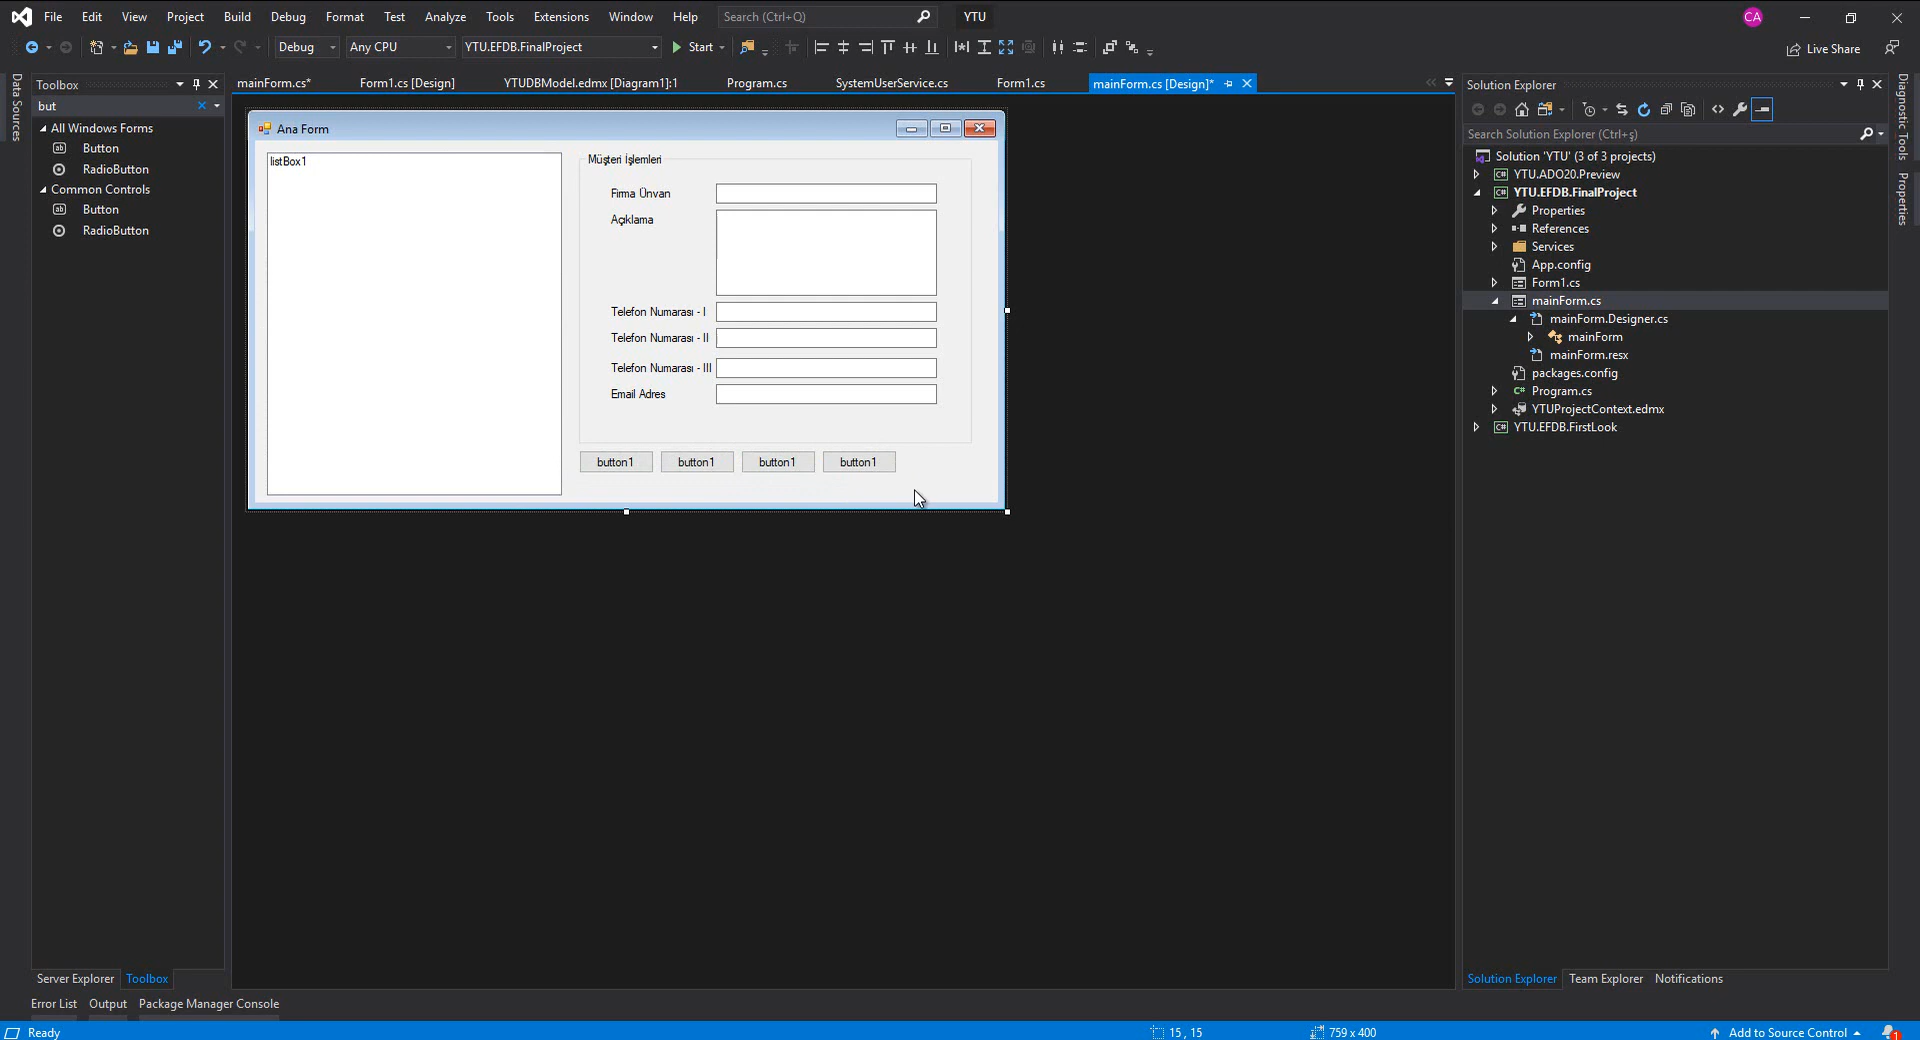 File Edit View Project Build Debug Format Test Analyze Tools Extensions Window Help Search (Ctrl+Q) YTU CA
Debug Any CPU YTU.EFDB.FinalProject Start Live Share
Data Sources
Toolbox
but
All Windows Forms
Button
RadioButton
Common Controls
Button
RadioButton
Server Explorer Toolbox
mainForm.cs* Form1.cs [Design] YTUDBModel.edmx [Diagram1]:1 Program.cs SystemUserService.cs Form1.cs mainForm.cs [Design]*
Ana Form
listBox1
Müşteri İşlemleri
Firma Ünvan
Açıklama
Telefon Numarası - I
Telefon Numarası - II
Telefon Numarası - III
Email Adres
button1 button1 button1 button1
Solution Explorer
Search Solution Explorer (Ctrl+ş)
Solution 'YTU' (3 of 3 projects)
YTU.ADO20.Preview
YTU.EFDB.FinalProject
Properties
References
Services
App.config
Form1.cs
mainForm.cs
mainForm.Designer.cs
mainForm
mainForm.resx
packages.config
Program.cs
YTUProjectContext.edmx
YTU.EFDB.FirstLook
Solution Explorer Team Explorer Notifications
Diagnostic Tools
Properties
Error List Output Package Manager Console
Ready 15 , 15 759 x 400 Add to Source Control 1